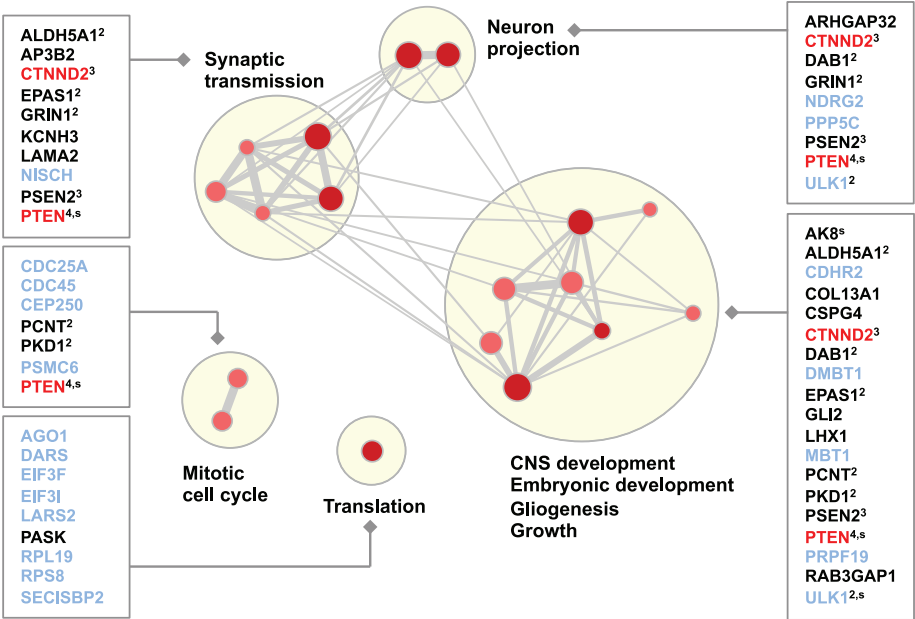 ALDH5A1²
AP3B2
CTNND2³
EPAS1²
GRIN1²
KCNH3
LAMA2
NISCH
PSEN2³
PTEN⁴,ˢ
Synaptic
transmission
Neuron
projection
ARHGAP32
CTNND2³
DAB1²
GRIN1²
NDRG2
PPP5C
PSEN2³
PTEN⁴,ˢ
ULK1²
CDC25A
CDC45
CEP250
PCNT²
PKD1²
PSMC6
PTEN⁴,ˢ
Mitotic
cell cycle
AGO1
DARS
EIF3F
EIF3I
LARS2
PASK
RPL19
RPS8
SECISBP2
Translation
CNS development
Embryonic development
Gliogenesis
Growth
AK8ˢ
ALDH5A1²
CDHR2
COL13A1
CSPG4
CTNND2³
DAB1²
DMBT1
EPAS1²
GLI2
LHX1
MBT1
PCNT²
PKD1²
PSEN2³
PTEN⁴,ˢ
PRPF19
RAB3GAP1
ULK1²,ˢ